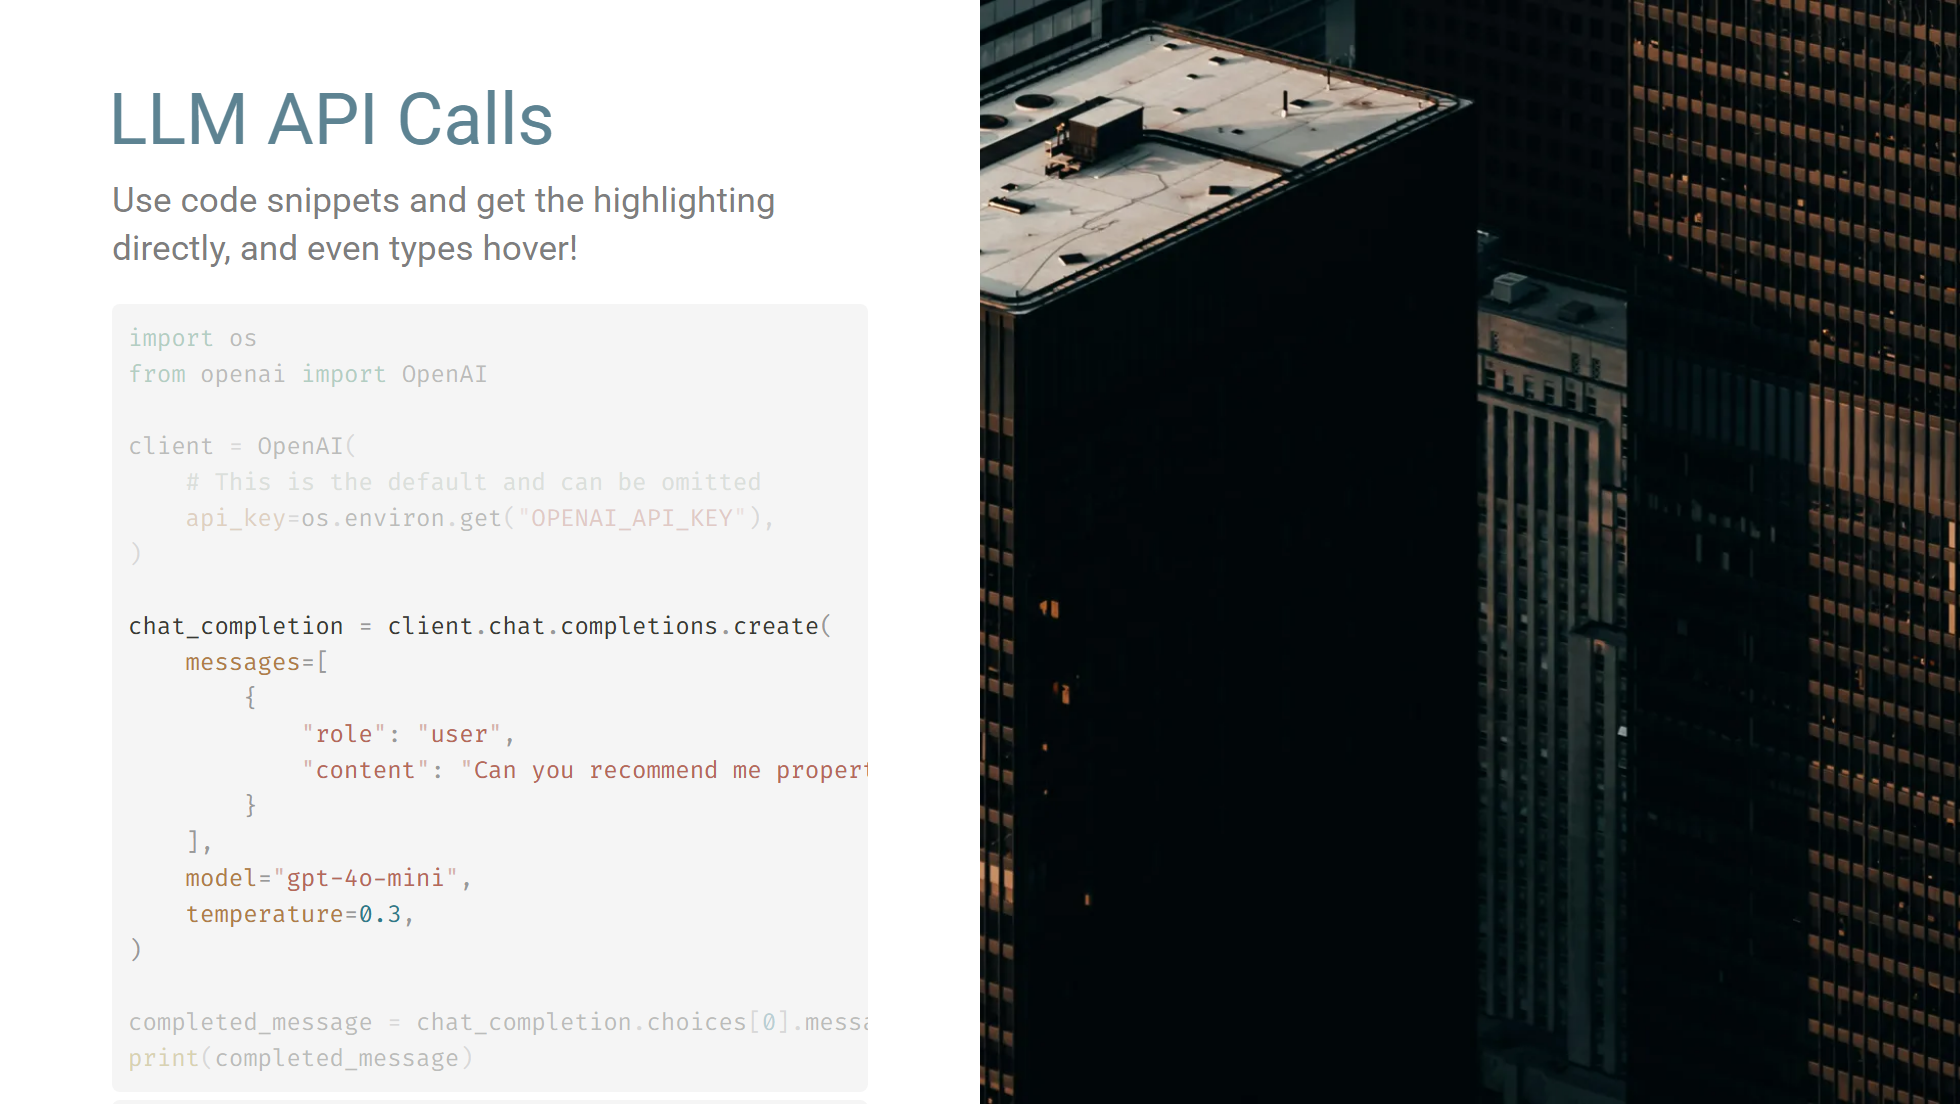 LLM API Calls
Use code snippets and get the highlighting
directly, and even types hover!
import os
from openai import OpenAI
client = OpenAI(
# This is the default and can be omitted
api_key=os.environ.get("OPENAI_API_KEY"),
)
chat_completion = client.chat.completions.create(
messages=[
{
"role": "user",
"content": "Can you recommend me propert
}
],
model="gpt-4o-mini",
temperature=0.3,
)
completed_message = chat_completion.choices[0].messa
print(completed_message)